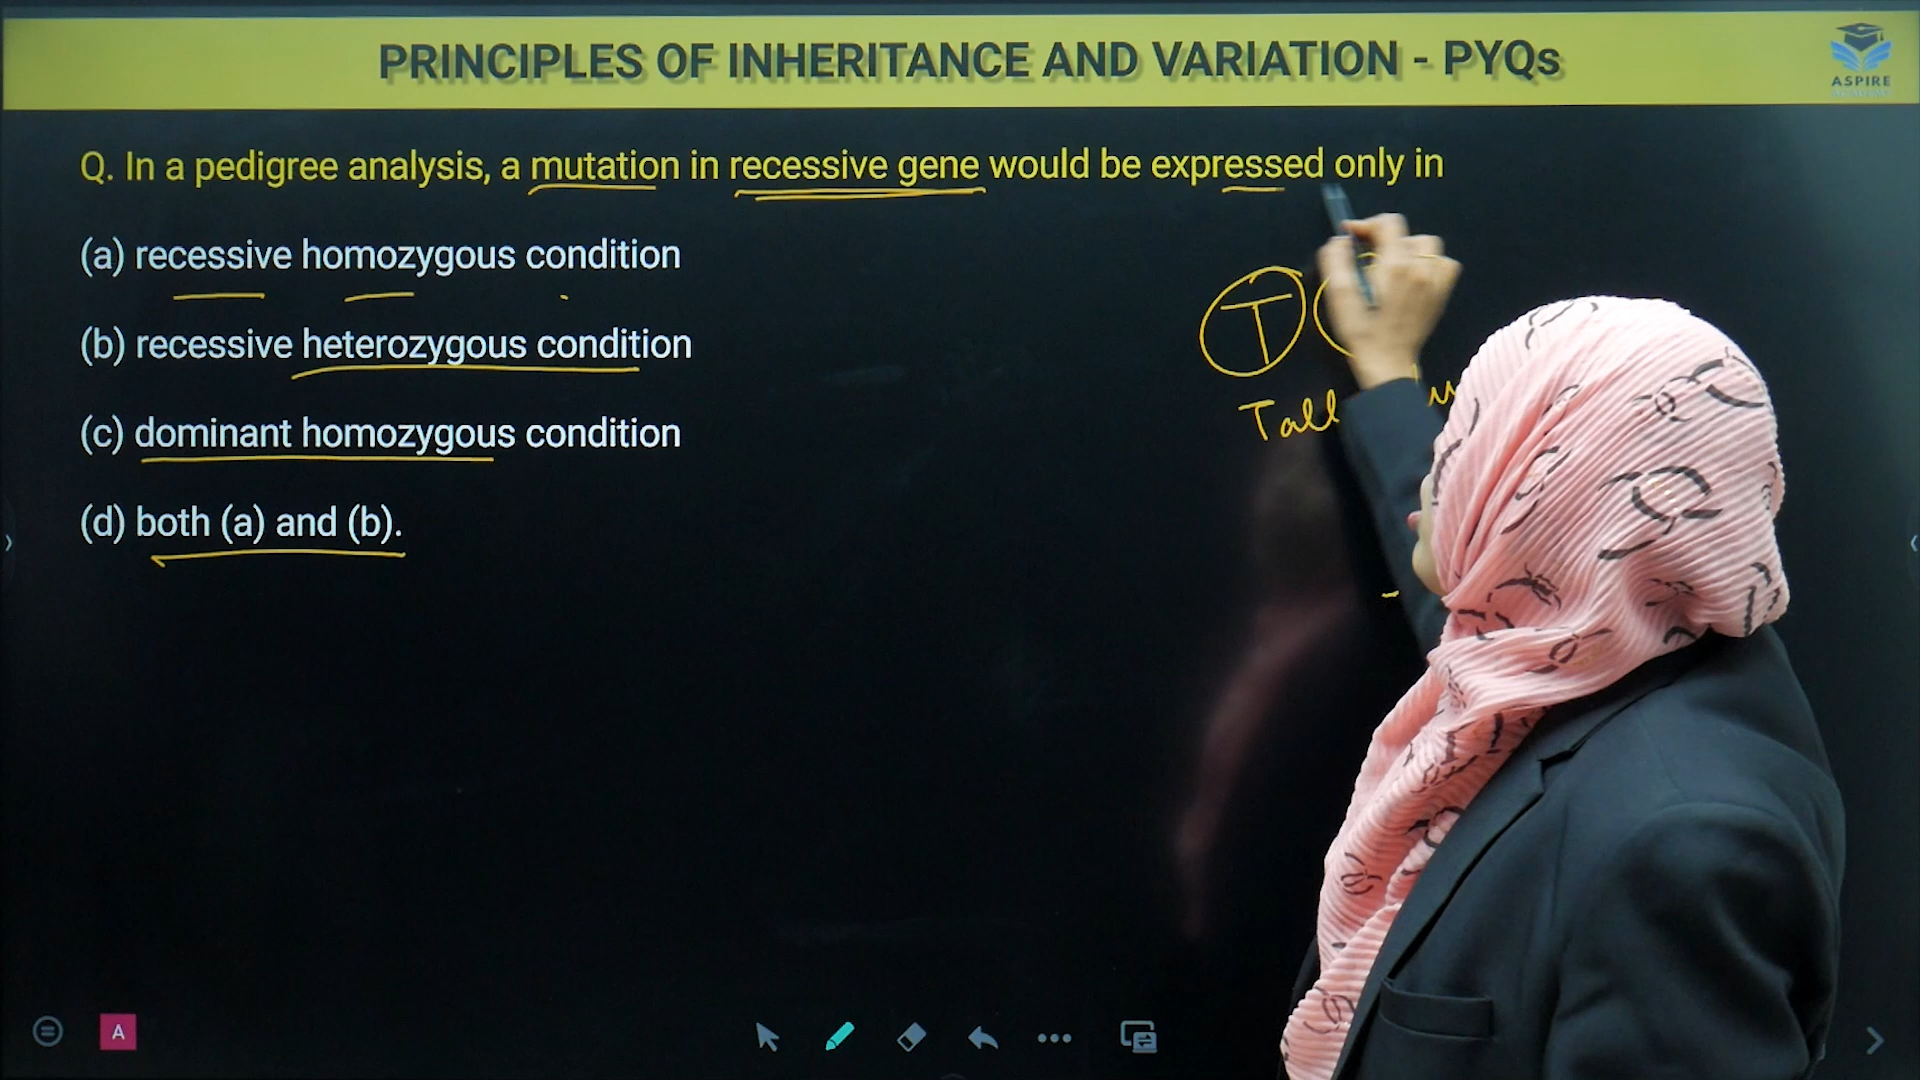 PRINCIPLES OF INHERITANCE AND VARIATION - PYQs
ASPIRE
Q. In a pedigree analysis, a mutation in recessive gene would be expressed only in
(a) recessive homozygous condition
(b) recessive heterozygous condition
(c) dominant homozygous condition
(d) both (a) and (b).
T
Tall
A